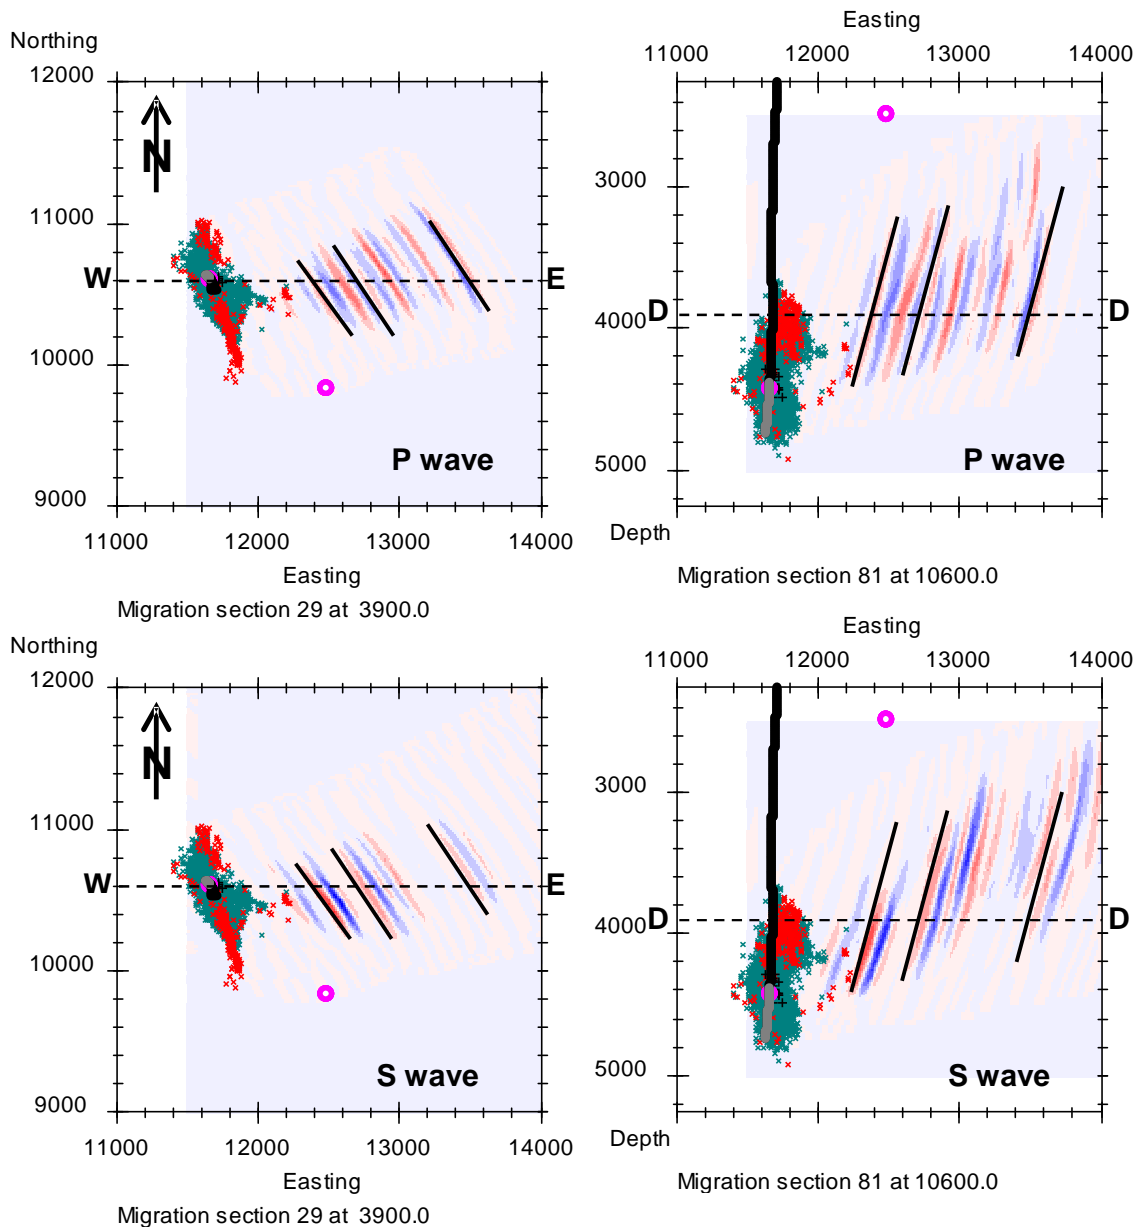 Easting
Northing
11000 12000 13000 14000
12000
N
3000
11000
W E
D D
4000
10000
P wave P wave
5000
9000
Depth
11000 12000 13000 14000
Easting
Migration section 81 at 10600.0
Migration section 29 at 3900.0
Easting
Northing
11000 12000 13000 14000
12000
N
3000
11000
W E
D D
4000
10000
S wave S wave
5000
9000
Depth
11000 12000 13000 14000
Easting
Migration section 81 at 10600.0
Migration section 29 at 3900.0